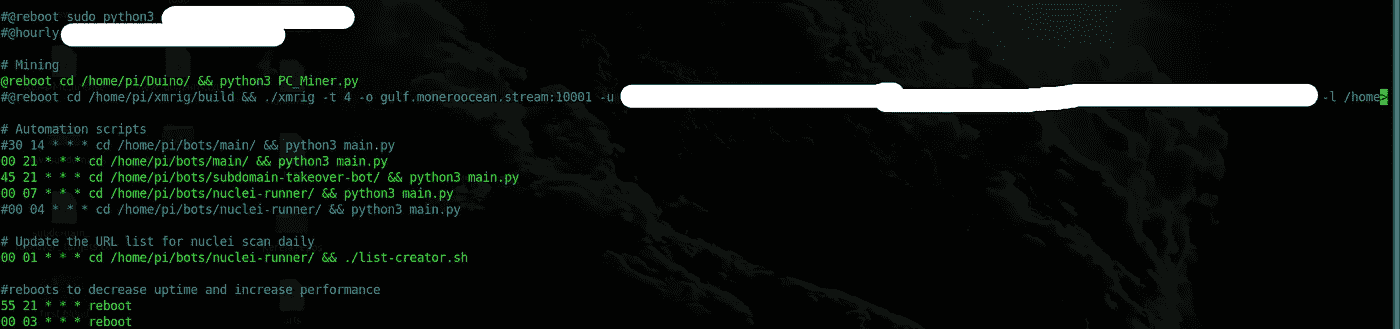 #@reboot sudo python3
#@hourly
# Mining
@reboot cd /home/pi/Duino/ && python3 PC_Miner.py
#@reboot cd /home/pi/xmrig/build && ./xmrig -t 4 -o gulf.moneroocean.stream:10001 -u -l /home>
# Automation scripts
#30 14 * * * cd /home/pi/bots/main/ && python3 main.py
00 21 * * * cd /home/pi/bots/main/ && python3 main.py
45 21 * * * cd /home/pi/bots/subdomain-takeover-bot/ && python3 main.py
00 07 * * * cd /home/pi/bots/nuclei-runner/ && python3 main.py
#00 04 * * * cd /home/pi/bots/nuclei-runner/ && python3 main.py
# Update the URL list for nuclei scan daily
00 01 * * * cd /home/pi/bots/nuclei-runner/ && ./list-creator.sh
#reboots to decrease uptime and increase performance
55 21 * * * reboot
00 03 * * * reboot